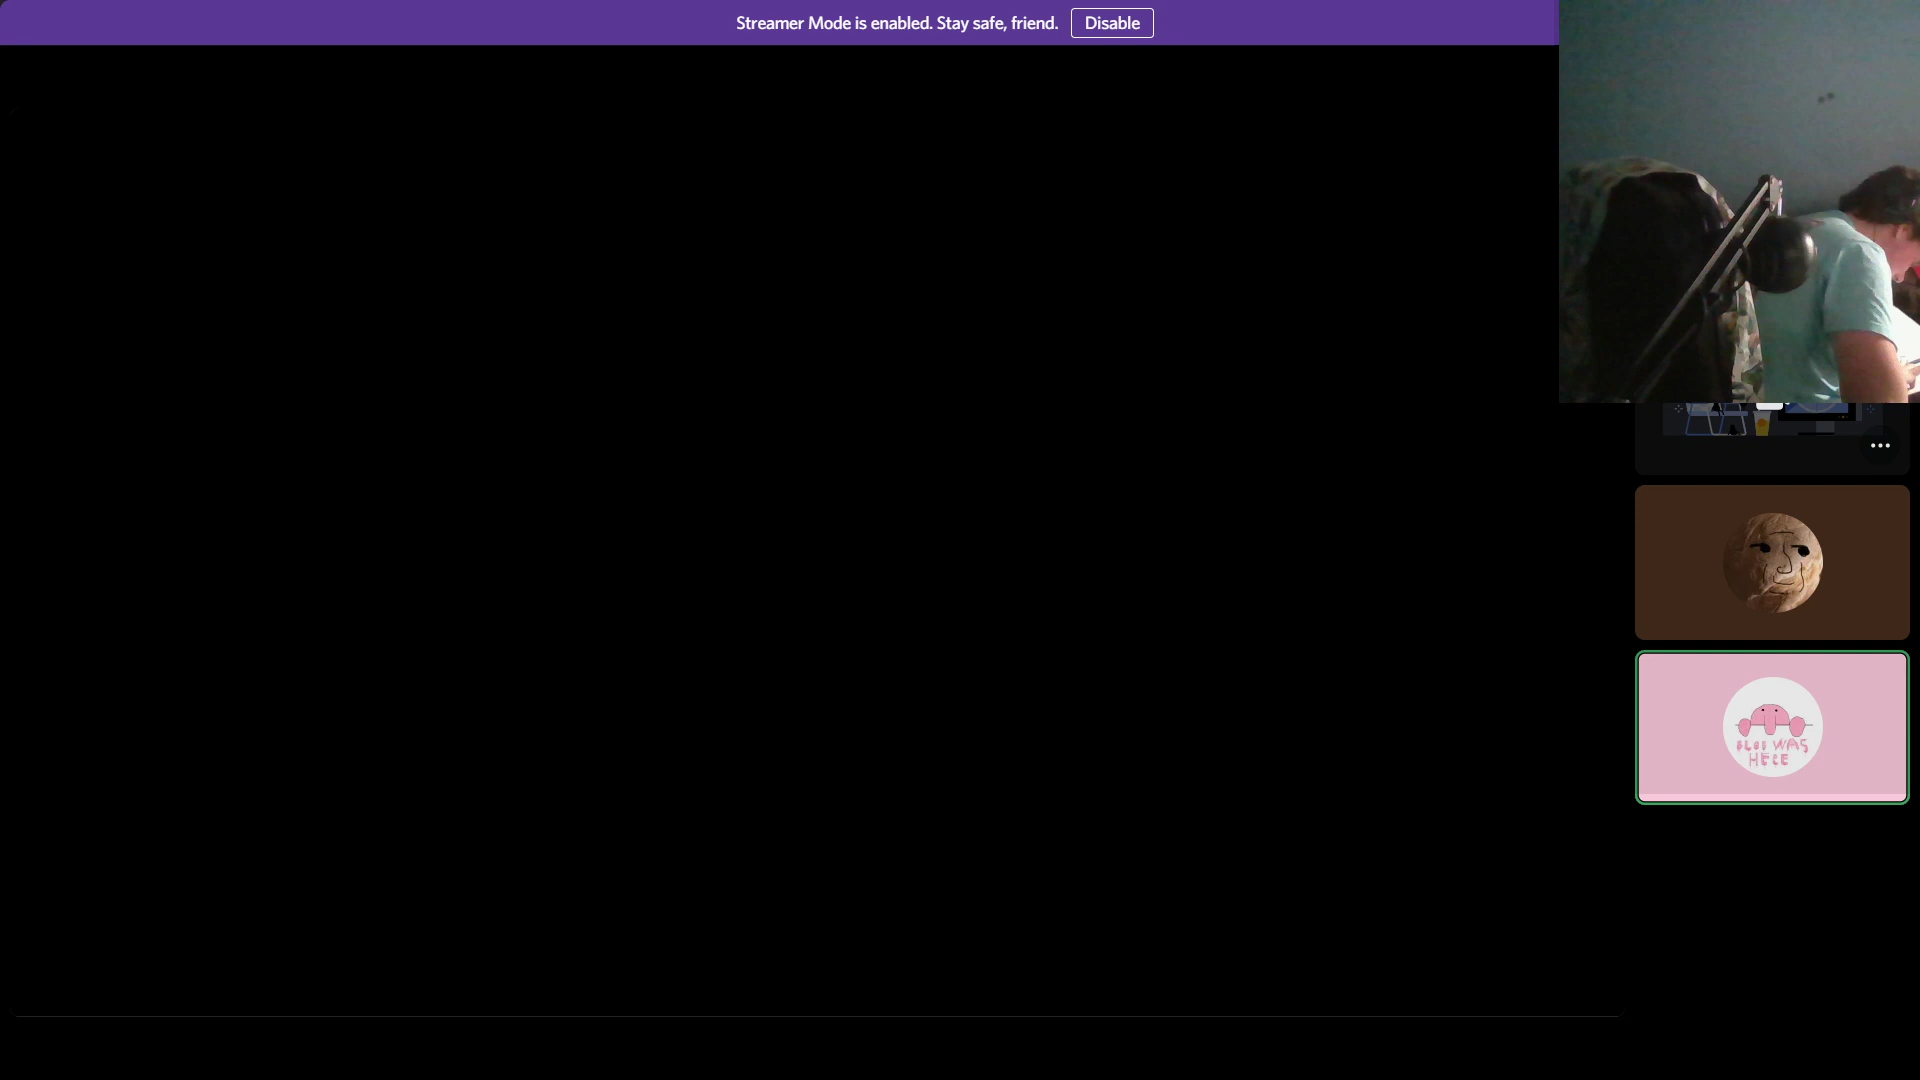 Streamer Mode is enabled. Stay safe, friend. Disable
BLOB WAS
HERE